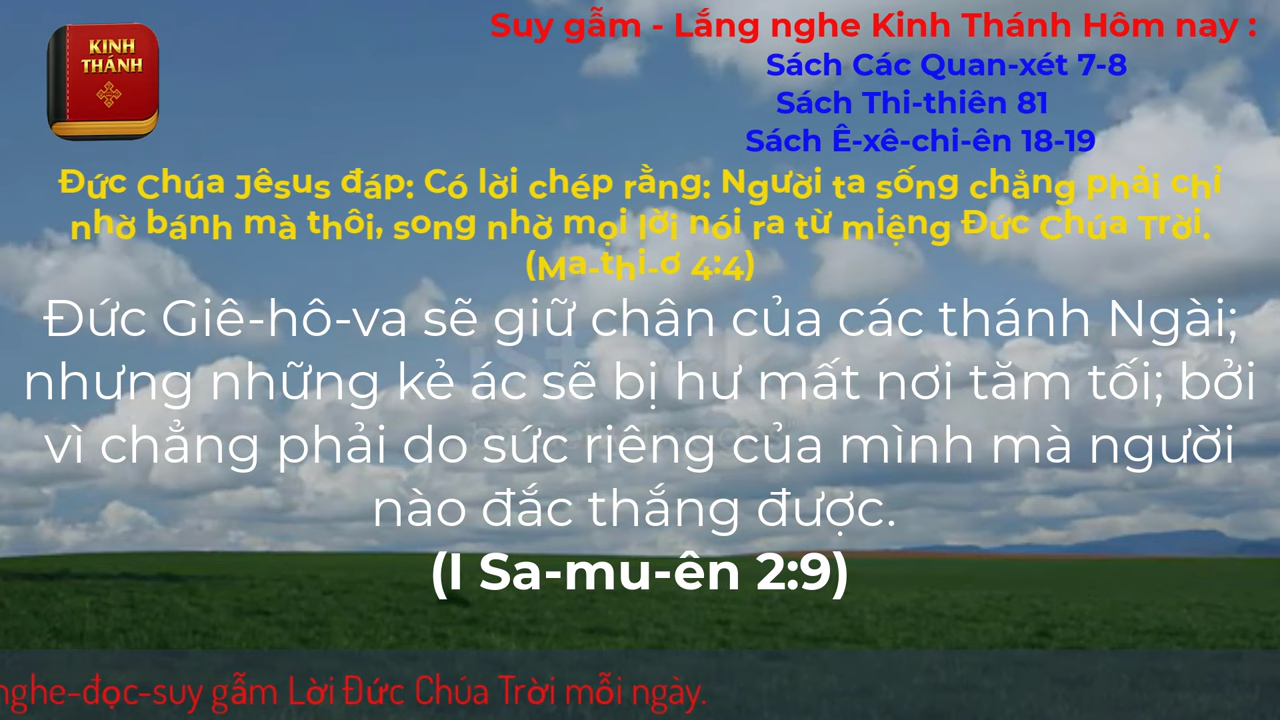 KINH
THÁNH
Suy gẫm - Lắng nghe Kinh Thánh Hôm nay :
Sách Các Quan-xét 7-8
Sách Thi-thiên 81
Sách Ê-xê-chi-ên 18-19
Đức Chúa Jêsus đáp: Có lời chép rằng: Người ta sống chẳng phải chỉ
nhờ bánh mà thôi, song nhờ mọi lời nói ra từ miệng Đức Chúa Trời.
(Ma-thi-ơ 4:4)
Đức Giê-hô-va sẽ giữ chân của các thánh Ngài;
nhưng những kẻ ác sẽ bị hư mất nơi tăm tối; bởi
vì chẳng phải do sức riêng của mình mà người
nào đắc thắng được.
(I Sa-mu-ên 2:9)
nghe-đọc-suy gẫm Lời Đức Chúa Trời mỗi ngày.